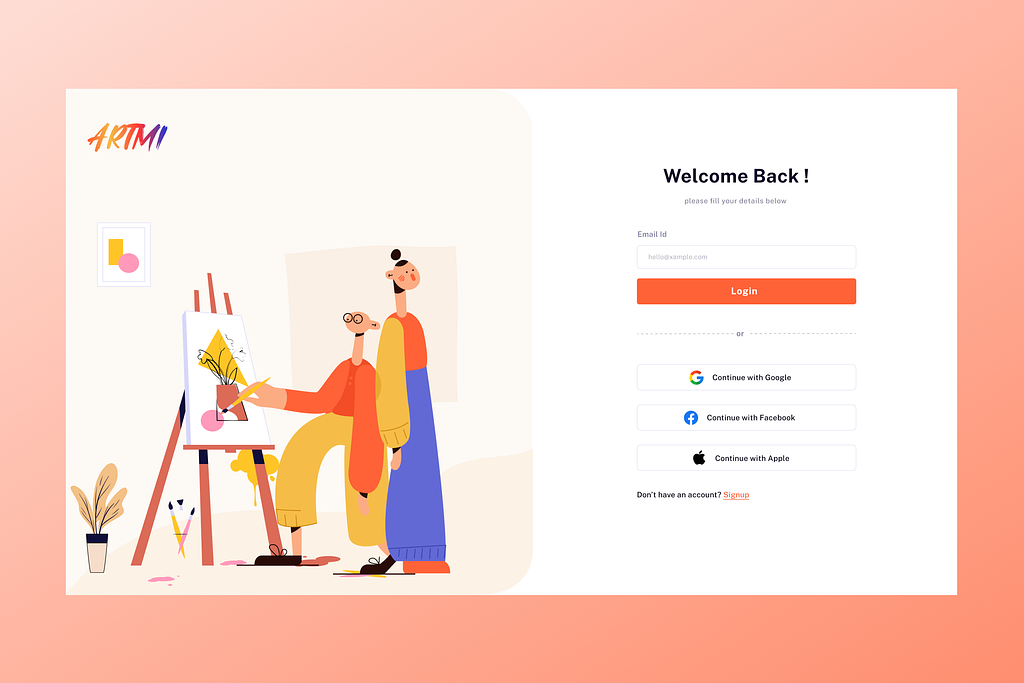 ARTMI
Welcome Back !
please fill your details below
Email Id
hello@xample.com
Login
or
Continue with Google
Continue with Facebook
Continue with Apple
Don't have an account? Signup